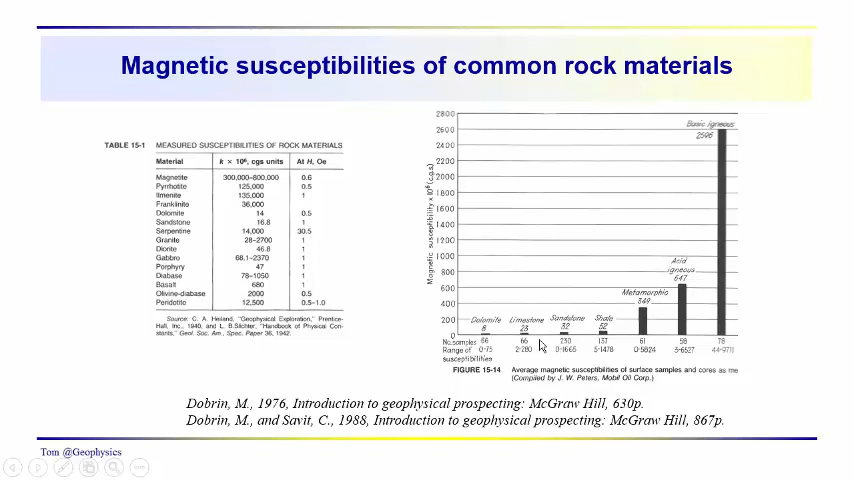 Magnetic susceptibilities of common rock materials
TABLE 15-1 MEASURED SUSCEPTIBILITIES OF ROCK MATERIALS
Material k × 10⁶, cgs units At H, Oe
Magnetite 300,000–800,000 0.6
Pyrrhotite 125,000 0.5
Ilmenite 135,000 1
Franklinite 36,000
Dolomite 14 0.5
Sandstone 16.8 1
Serpentine 14,000 30.5
Granite 28–2700 1
Diorite 46.8 1
Gabbro 68.1–2370 1
Porphyry 47 1
Diabase 78–1050 1
Basalt 680 1
Olivine-diabase 2000 0.5
Peridotite 12,500 0.5–1.0
Source: C. A. Heiland, "Geophysical Exploration," Prentice-
Hall, Inc., 1940, and L. B. Slichter, "Handbook of Physical Con-
stants," Geol. Soc. Am., Spec. Paper 36, 1942.
Magnetic susceptibility x 10⁶ (c.g.s.)
2800
2600
2400
2200
2000
1800
1600
1400
1200
1000
800
600
400
200
0
Dolomite 8
Limestone 23
Sandstone 32
Shale 52
Metamorphic 349
Acid igneous 647
Basic igneous 2596
No. samples 66 66 230 137 61 58 78
Range of 0-75 2-280 0-1665 5-1478 0-5824 3-6527 44-9711
susceptibilities
FIGURE 15-14 Average magnetic susceptibilities of surface samples and cores as me
(Compiled by J. W. Peters, Mobil Oil Corp.)
Dobrin, M., 1976, Introduction to geophysical prospecting: McGraw Hill, 630p.
Dobrin, M., and Savit, C., 1988, Introduction to geophysical prospecting: McGraw Hill, 867p.
Tom @Geophysics